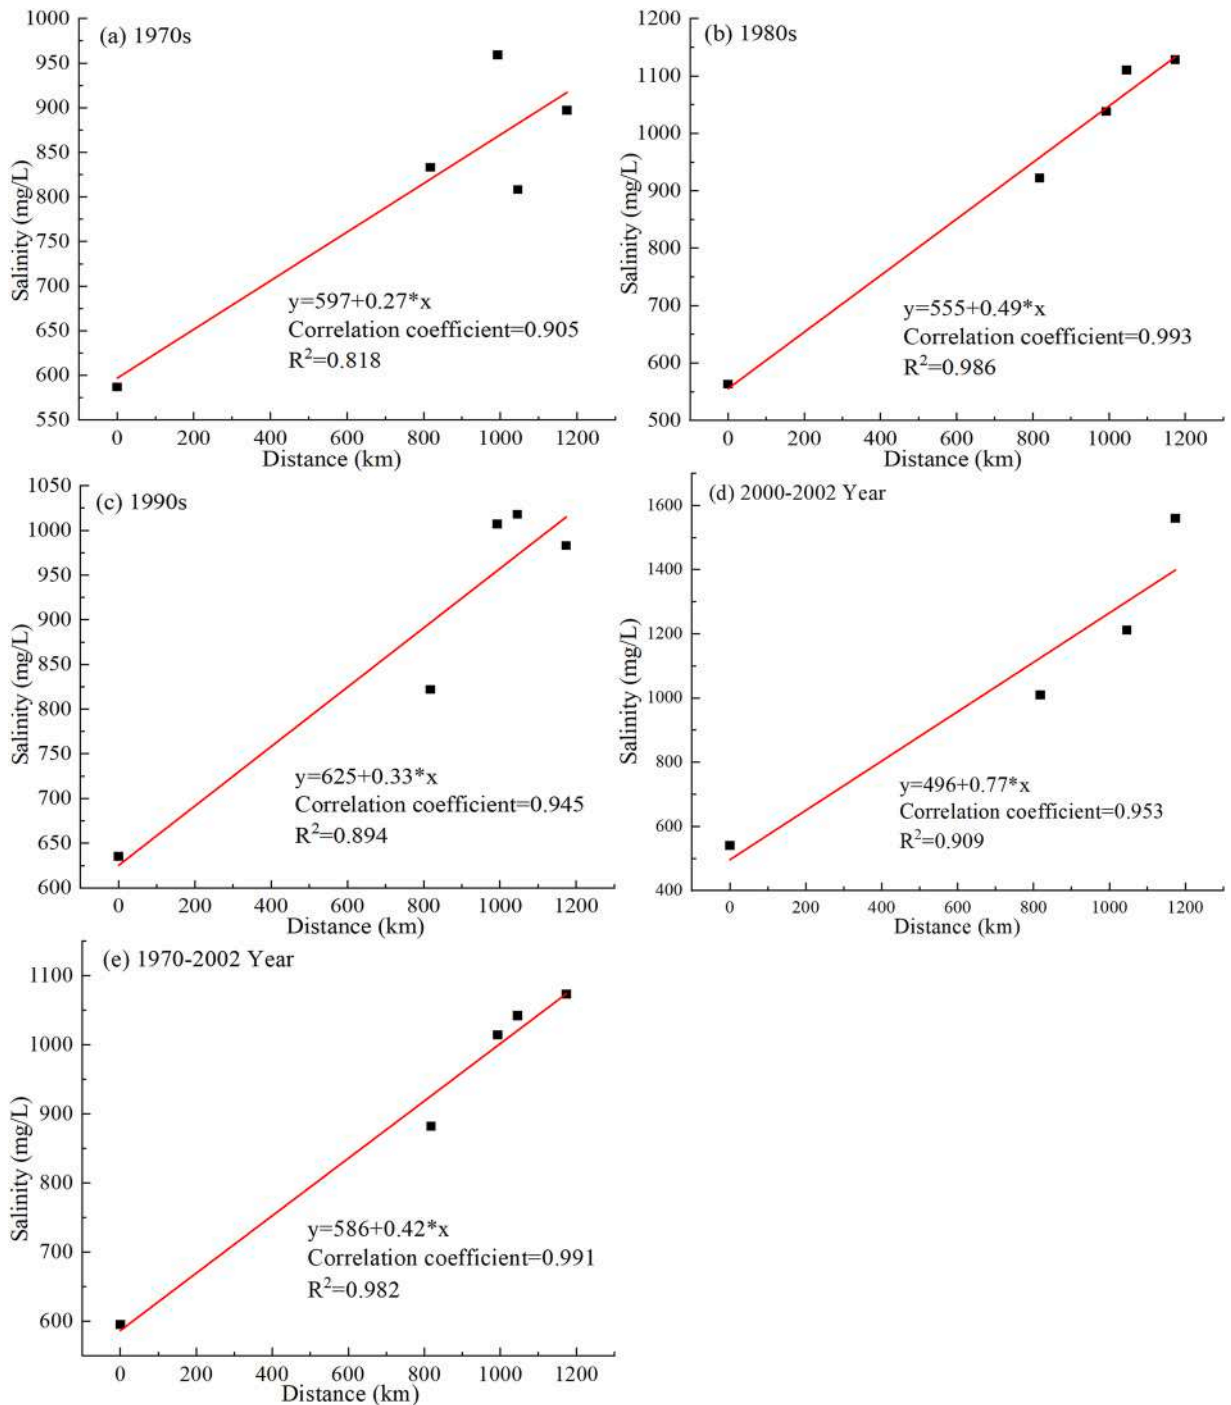 (a) 1970s
1000
950
900
850
800
750
700
650
600
550
Salinity (mg/L)
y=597+0.27*x
Correlation coefficient=0.905
R²=0.818
0 200 400 600 800 1000 1200
Distance (km)
(b) 1980s
1200
1100
1000
900
800
700
600
500
Salinity (mg/L)
y=555+0.49*x
Correlation coefficient=0.993
R²=0.986
0 200 400 600 800 1000 1200
Distance (km)
(c) 1990s
1050
1000
950
900
850
800
750
700
650
600
Salinity (mg/L)
y=625+0.33*x
Correlation coefficient=0.945
R²=0.894
0 200 400 600 800 1000 1200
Distance (km)
(d) 2000-2002 Year
1600
1400
1200
1000
800
600
400
Salinity (mg/L)
y=496+0.77*x
Correlation coefficient=0.953
R²=0.909
0 200 400 600 800 1000 1200
Distance (km)
(e) 1970-2002 Year
1100
1000
900
800
700
600
Salinity (mg/L)
y=586+0.42*x
Correlation coefficient=0.991
R²=0.982
0 200 400 600 800 1000 1200
Distance (km)